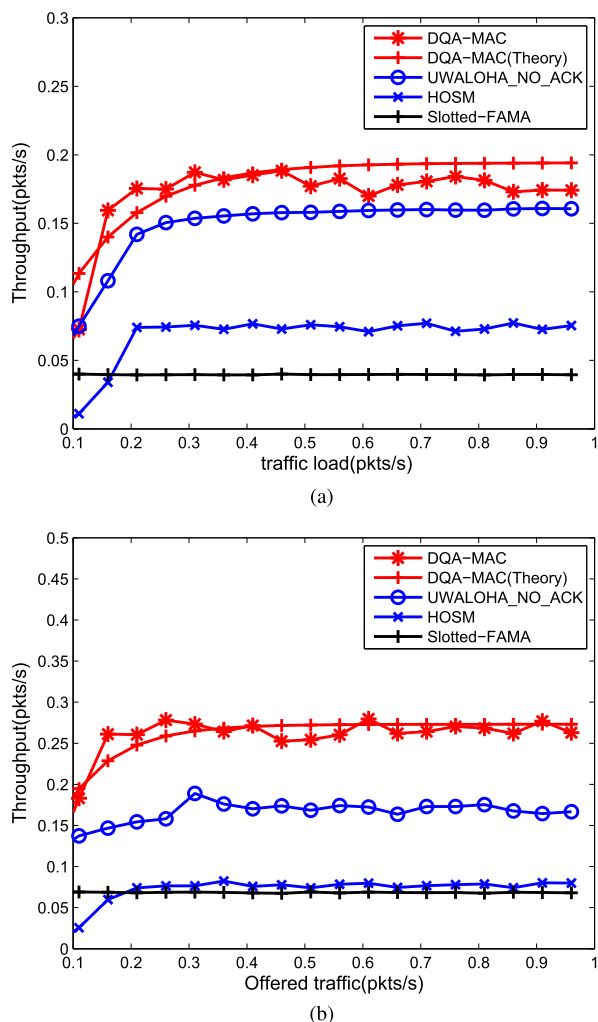 0.3
0.25
0.2
0.15
0.1
0.05
0
Throughput(pkts/s)
DQA-MAC
DQA-MAC(Theory)
UWALOHA_NO_ACK
HOSM
Slotted-FAMA
0.1 0.2 0.3 0.4 0.5 0.6 0.7 0.8 0.9 1
traffic load(pkts/s)
(a)
0.5
0.45
0.4
0.35
0.3
0.25
0.2
0.15
0.1
0.05
0
Throughput(pkts/s)
DQA-MAC
DQA-MAC(Theory)
UWALOHA_NO_ACK
HOSM
Slotted-FAMA
0.1 0.2 0.3 0.4 0.5 0.6 0.7 0.8 0.9 1
Offered traffic(pkts/s)
(b)